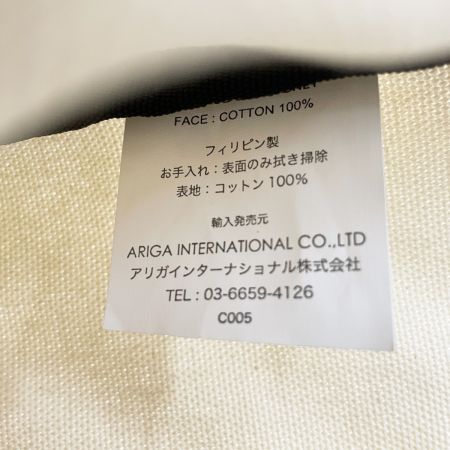 FACE : COTTON 100%
フィリピン製
お手入れ : 表面のみ拭き掃除
表地 : コットン 100%
輸入発売元
ARIGA INTERNATIONAL CO.,LTD
アリガインターナショナル株式会社
TEL : 03-6659-4126
C005